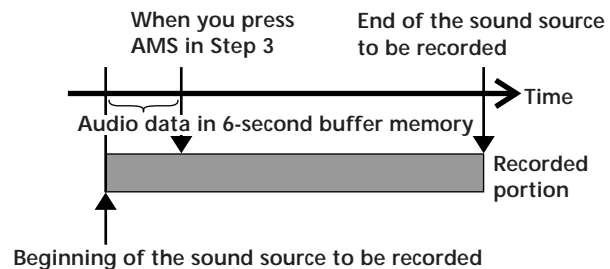 When you press
AMS in Step 3
End of the sound source
to be recorded
Time
Audio data in 6-second buffer memory
Recorded
portion
Beginning of the sound source to be recorded